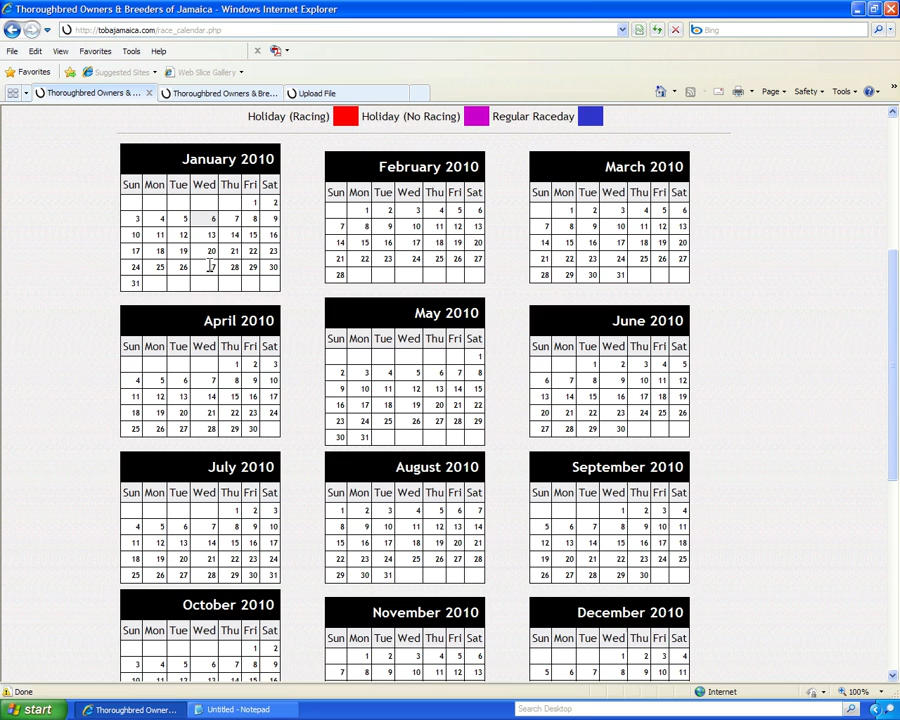 Thoroughbred Owners & Breeders of Jamaica - Windows Internet Explorer
http://tobajamaica.com/race_calendar.php
Bing
File Edit View Favorites Tools Help
Favorites Suggested Sites Web Slice Gallery
Thoroughbred Owners & ... Thoroughbred Owners & Bre... Upload File Page Safety Tools
Holiday (Racing) Holiday (No Racing) Regular Raceday
January 2010
Sun Mon Tue Wed Thu Fri Sat
1 2
3 4 5 6 7 8 9
10 11 12 13 14 15 16
17 18 19 20 21 22 23
24 25 26 27 28 29 30
31
February 2010
Sun Mon Tue Wed Thu Fri Sat
1 2 3 4 5 6
7 8 9 10 11 12 13
14 15 16 17 18 19 20
21 22 23 24 25 26 27
28
March 2010
Sun Mon Tue Wed Thu Fri Sat
1 2 3 4 5 6
7 8 9 10 11 12 13
14 15 16 17 18 19 20
21 22 23 24 25 26 27
28 29 30 31
April 2010
Sun Mon Tue Wed Thu Fri Sat
1 2 3
4 5 6 7 8 9 10
11 12 13 14 15 16 17
18 19 20 21 22 23 24
25 26 27 28 29 30
May 2010
Sun Mon Tue Wed Thu Fri Sat
1
2 3 4 5 6 7 8
9 10 11 12 13 14 15
16 17 18 19 20 21 22
23 24 25 26 27 28 29
30 31
June 2010
Sun Mon Tue Wed Thu Fri Sat
1 2 3 4 5
6 7 8 9 10 11 12
13 14 15 16 17 18 19
20 21 22 23 24 25 26
27 28 29 30
July 2010
Sun Mon Tue Wed Thu Fri Sat
1 2 3
4 5 6 7 8 9 10
11 12 13 14 15 16 17
18 19 20 21 22 23 24
25 26 27 28 29 30 31
August 2010
Sun Mon Tue Wed Thu Fri Sat
1 2 3 4 5 6 7
8 9 10 11 12 13 14
15 16 17 18 19 20 21
22 23 24 25 26 27 28
29 30 31
September 2010
Sun Mon Tue Wed Thu Fri Sat
1 2 3 4
5 6 7 8 9 10 11
12 13 14 15 16 17 18
19 20 21 22 23 24 25
26 27 28 29 30
October 2010
Sun Mon Tue Wed Thu Fri Sat
1 2
3 4 5 6 7 8 9
10 11 12 13 14 15 16
November 2010
Sun Mon Tue Wed Thu Fri Sat
1 2 3 4 5 6
7 8 9 10 11 12 13
December 2010
Sun Mon Tue Wed Thu Fri Sat
1 2 3 4
5 6 7 8 9 10 11
Done Internet 100%
start Thoroughbred Owner... Untitled - Notepad Search Desktop